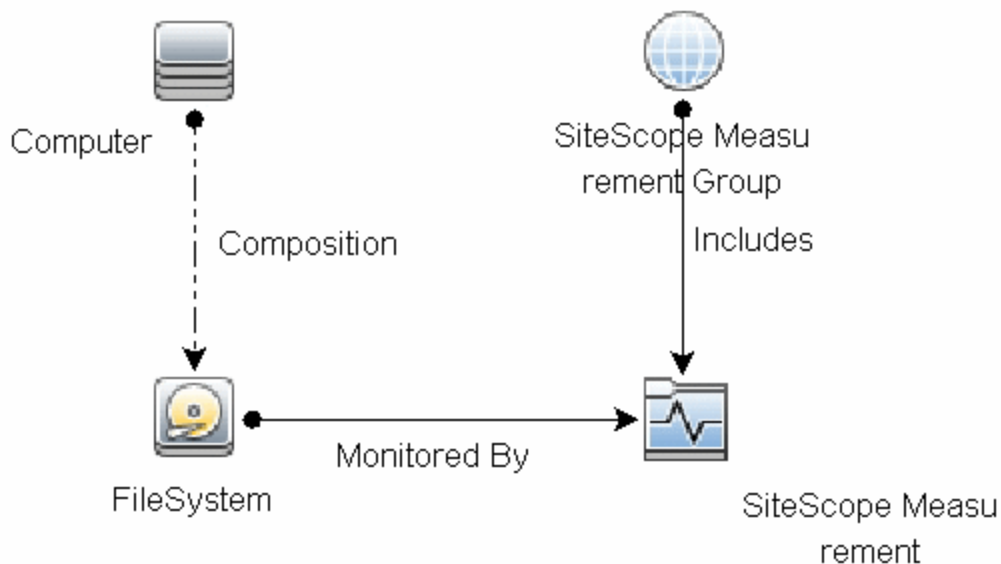 Computer
SiteScope Measu
rement Group
Composition
Includes
Monitored By
FileSystem
SiteScope Measu
rement